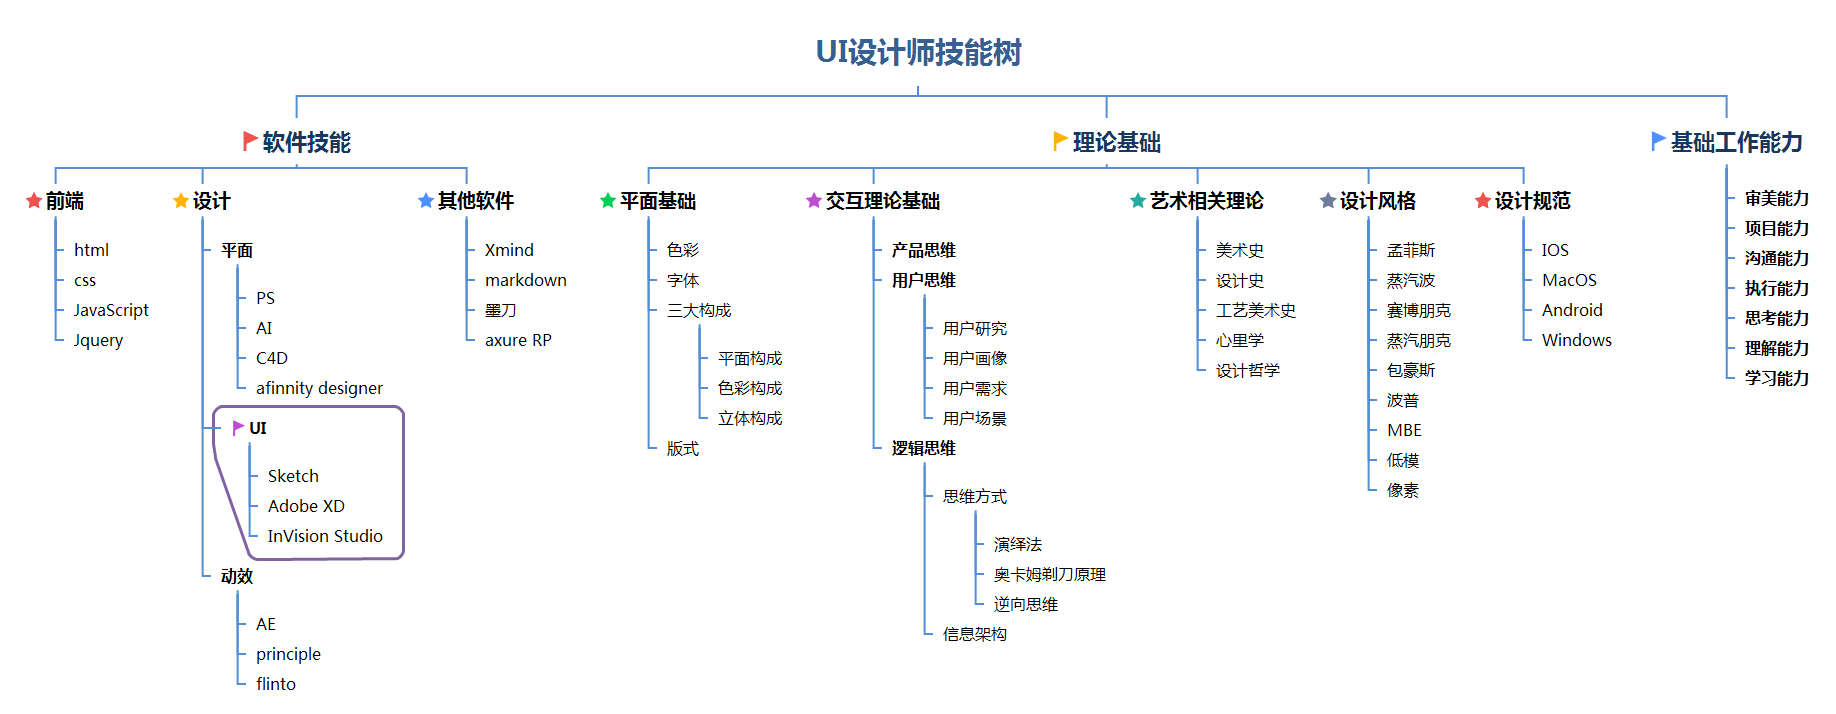 UI设计师技能树
软件技能
前端
html
css
JavaScript
Jquery
设计
平面
PS
AI
C4D
afinnity designer
UI
Sketch
Adobe XD
InVision Studio
动效
AE
principle
flinto
其他软件
Xmind
markdown
墨刀
axure RP
理论基础
平面基础
色彩
字体
三大构成
平面构成
色彩构成
立体构成
版式
交互理论基础
产品思维
用户思维
用户研究
用户画像
用户需求
用户场景
逻辑思维
思维方式
演绎法
奥卡姆剃刀原理
逆向思维
信息架构
艺术相关理论
美术史
设计史
工艺美术史
心里学
设计哲学
设计风格
孟菲斯
蒸汽波
赛博朋克
蒸汽朋克
包豪斯
波普
MBE
低模
像素
设计规范
IOS
MacOS
Android
Windows
基础工作能力
审美能力
项目能力
沟通能力
执行能力
思考能力
理解能力
学习能力